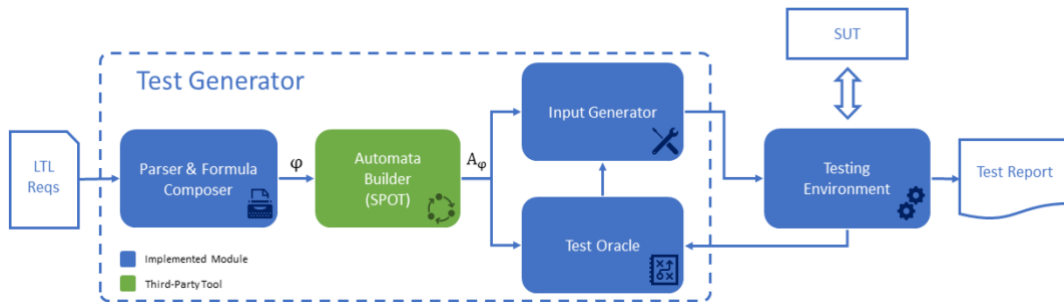 SUT
Test Generator
Input Generator
LTL
Reqs
Parser & Formula
Composer
φ
Automata
Builder
(SPOT)
Aφ
Testing
Environment
Test Report
Test Oracle
Implemented Module
Third-Party Tool